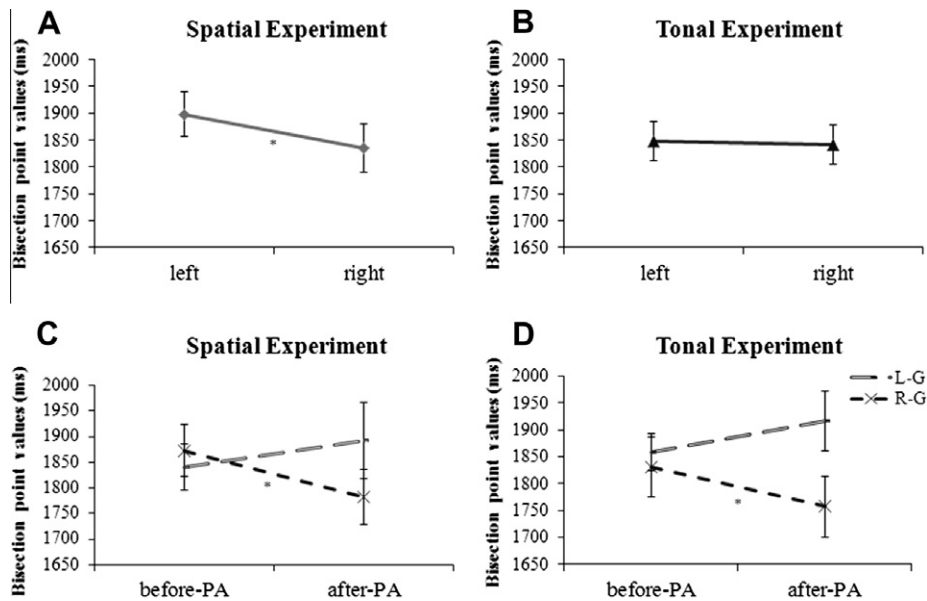 A
Spatial Experiment
Bisection point values (ms)
2000
1950
1900
1850
1800
1750
1700
1650
*
left
right
B
Tonal Experiment
Bisection point values (ms)
2000
1950
1900
1850
1800
1750
1700
1650
left
right
C
Spatial Experiment
Bisection point values (ms)
2000
1950
1900
1850
1800
1750
1700
1650
*
before-PA
after-PA
D
Tonal Experiment
Bisection point values (ms)
2000
1950
1900
1850
1800
1750
1700
1650
*
L-G
R-G
before-PA
after-PA